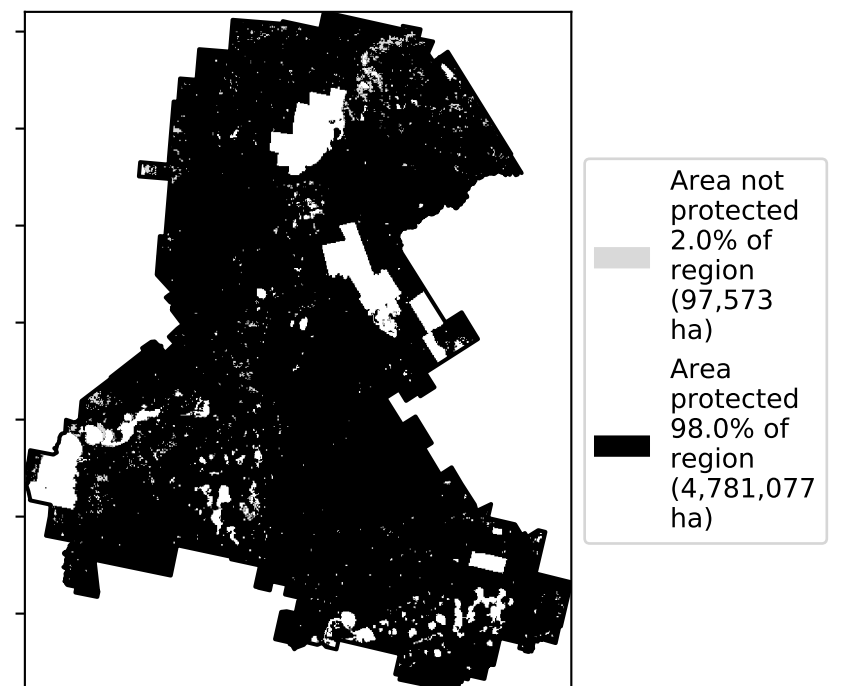 Area not
protected
2.0% of
region
(97,573
ha)
Area
protected
98.0% of
region
(4,781,077
ha)